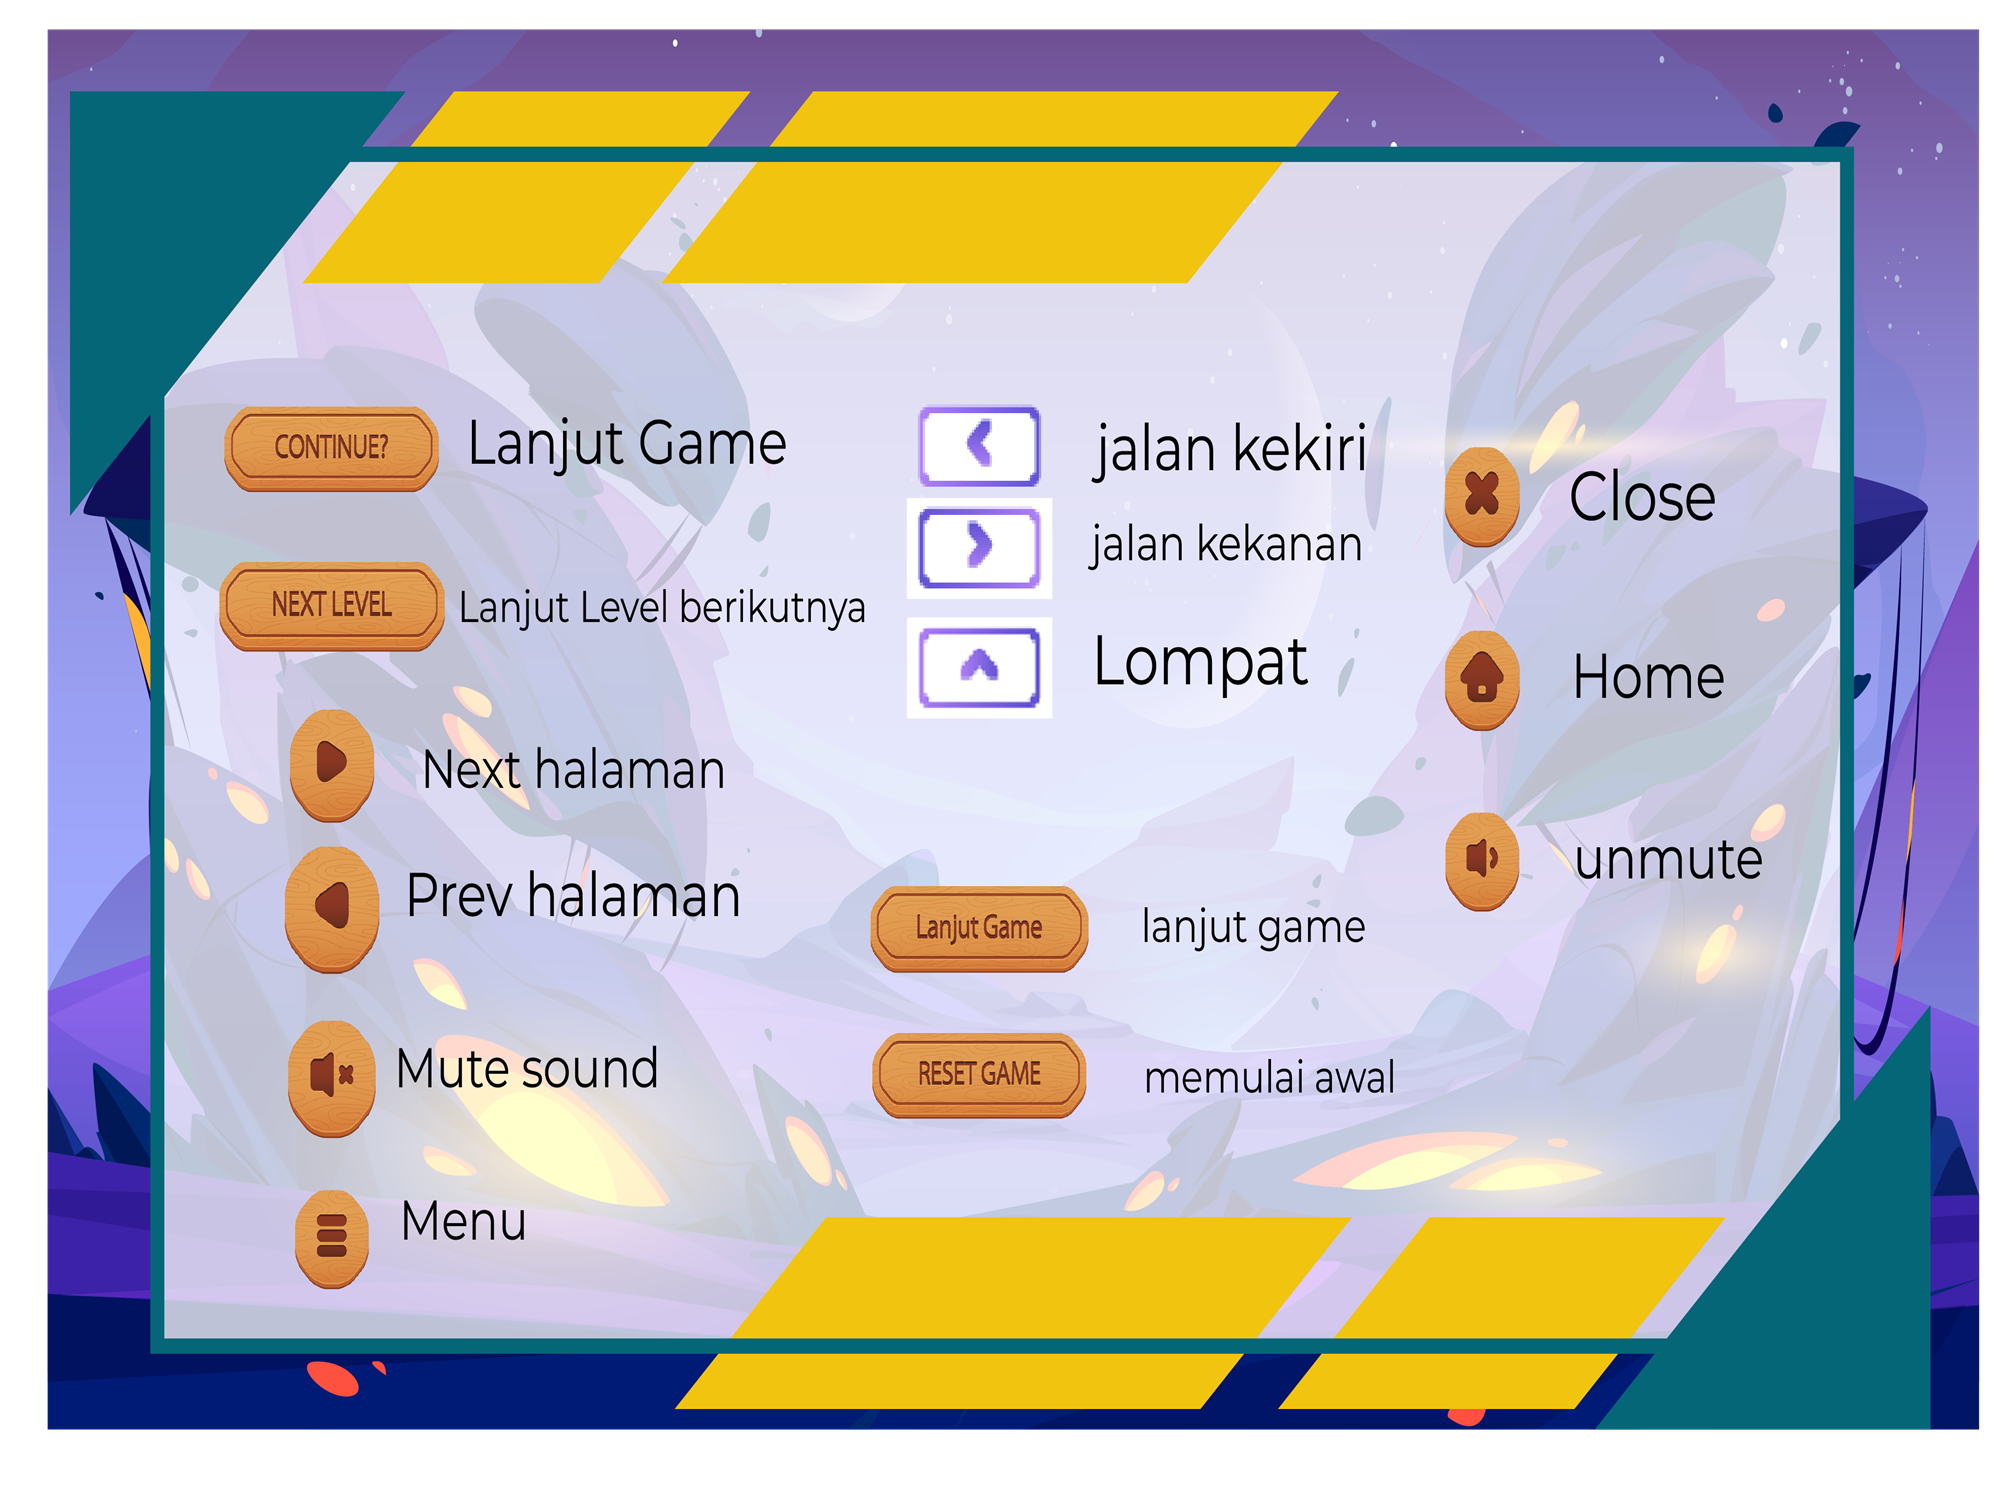 CONTINUE?
Lanjut Game
NEXT LEVEL
Lanjut Level berikutnya
Next halaman
Prev halaman
Mute sound
Menu
jalan kekiri
jalan kekanan
Lompat
Lanjut Game
lanjut game
RESET GAME
memulai awal
Close
Home
unmute